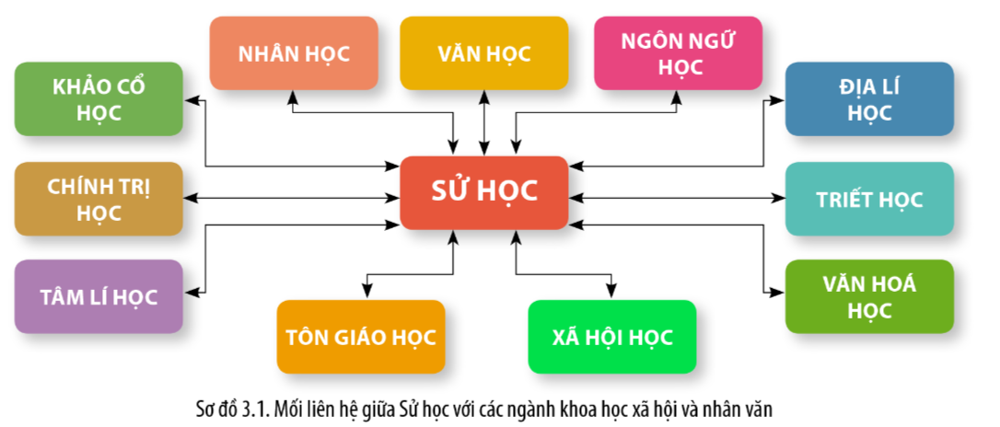 NHÂN HỌC
VĂN HỌC
NGÔN NGỮ
HỌC
KHẢO CỔ
HỌC
ĐỊA LÍ
HỌC
CHÍNH TRỊ
HỌC
SỬ HỌC
TRIẾT HỌC
TÂM LÍ HỌC
VĂN HOÁ
HỌC
TÔN GIÁO HỌC
XÃ HỘI HỌC
Sơ đồ 3.1. Mối liên hệ giữa Sử học với các ngành khoa học xã hội và nhân văn